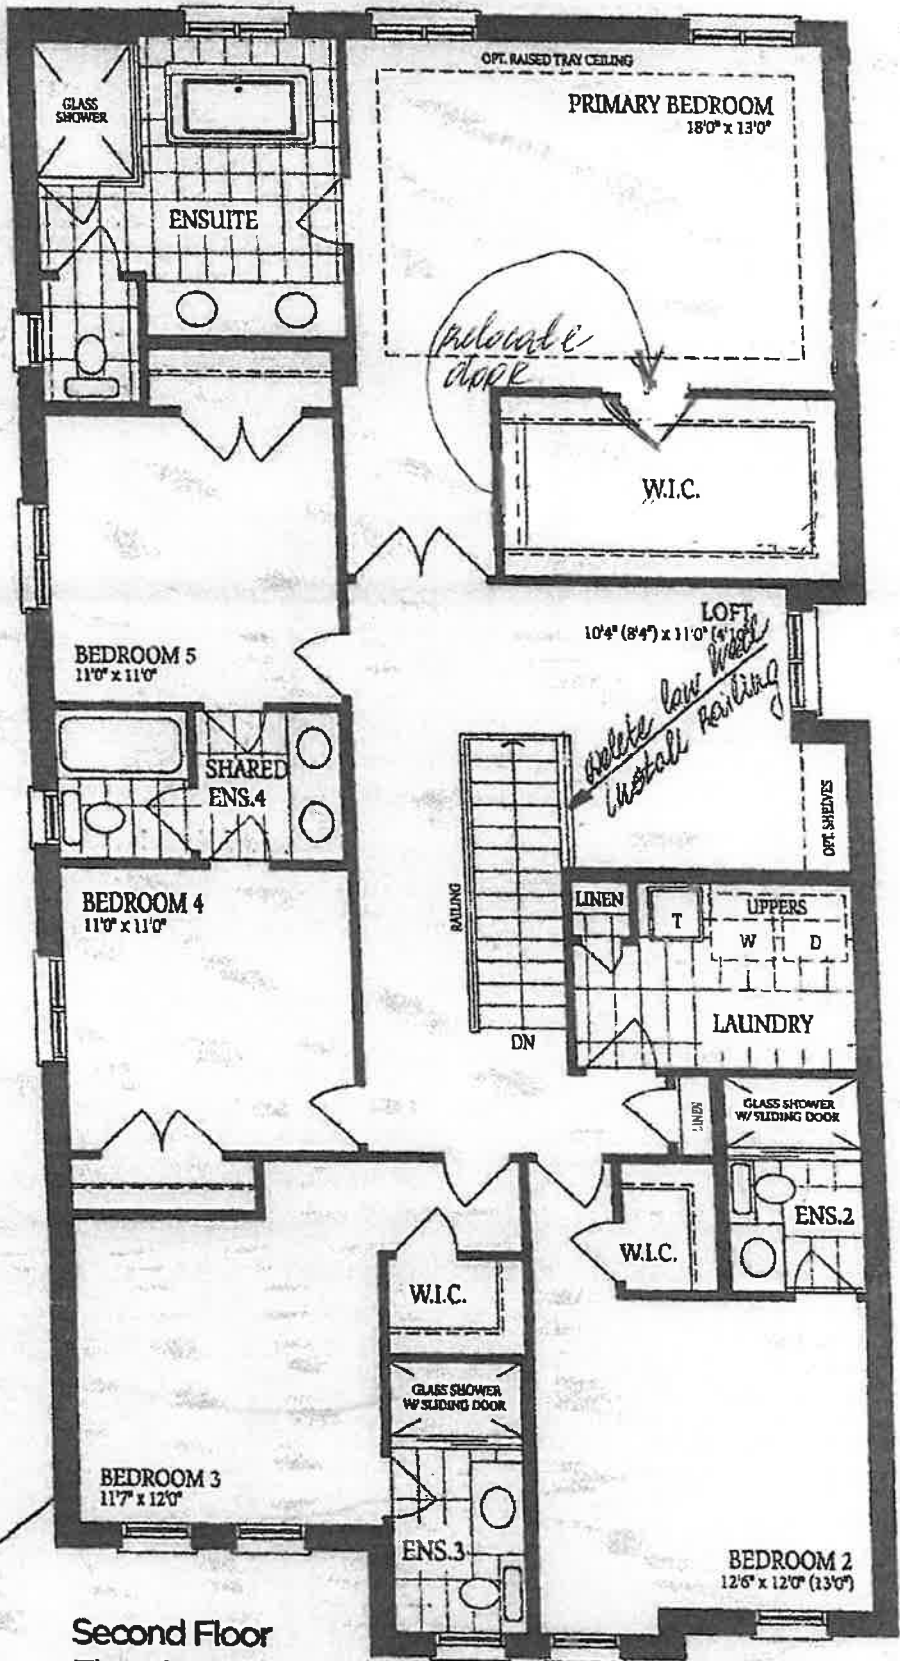 OPT. RAISED TRAY CEILING
PRIMARY BEDROOM
18'0" x 13'0"
GLASS
SHOWER
ENSUITE
relocate
door
W.I.C.
LOFT
10'4" (8'4") x 11'0"
delete low wall
install railing
BEDROOM 5
11'0" x 11'0"
SHARED
ENS.4
OPT. SHELVES
BEDROOM 4
11'0" x 11'0"
RAILING
LINEN
T
UPPERS
W
D
LAUNDRY
DN
LINEN
GLASS SHOWER
W/ SLIDING DOOR
ENS.2
W.I.C.
W.I.C.
GLASS SHOWER
W/ SLIDING DOOR
BEDROOM 3
11'7" x 12'0"
ENS.3
BEDROOM 2
12'6" x 12'0" (13'0")
Second Floor